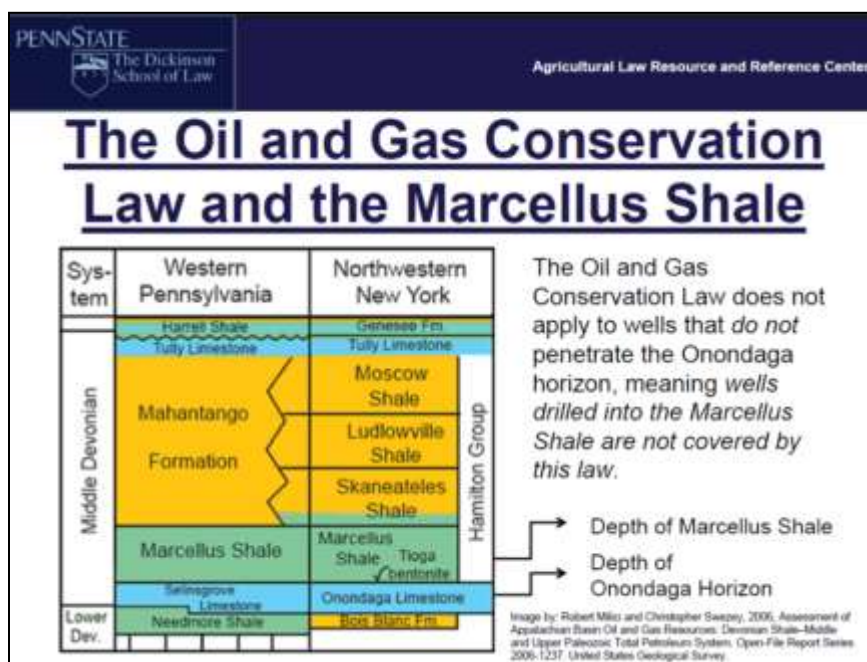 PENNSTATE
The Dickinson
School of Law
Agricultural Law Resource and Reference Center
The Oil and Gas Conservation
Law and the Marcellus Shale
Sys-
tem
Western
Pennsylvania
Northwestern
New York
Harrell Shale
Genesee Fm
Tully Limestone
Tully Limestone
Middle Devonian
Mahantango
Formation
Moscow
Shale
Ludlowville
Shale
Skaneateles
Shale
Hamilton Group
Marcellus Shale
Marcellus
Shale
Tioga
bentonite
Selinsgrove
Limestone
Onondaga Limestone
Lower
Dev.
Needmore Shale
Bois Blanc Fm
The Oil and Gas
Conservation Law does not
apply to wells that do not
penetrate the Onondaga
horizon, meaning wells
drilled into the Marcellus
Shale are not covered by
this law.
Depth of Marcellus Shale
Depth of
Onondaga Horizon
Image by: Robert Milici and Christopher Swezey, 2006, Assessment of
Appalachian Basin Oil and Gas Resources: Devonian Shale–Middle
and Upper Paleozoic Total Petroleum System. Open-File Report Series
2006-1237. United States Geological Survey